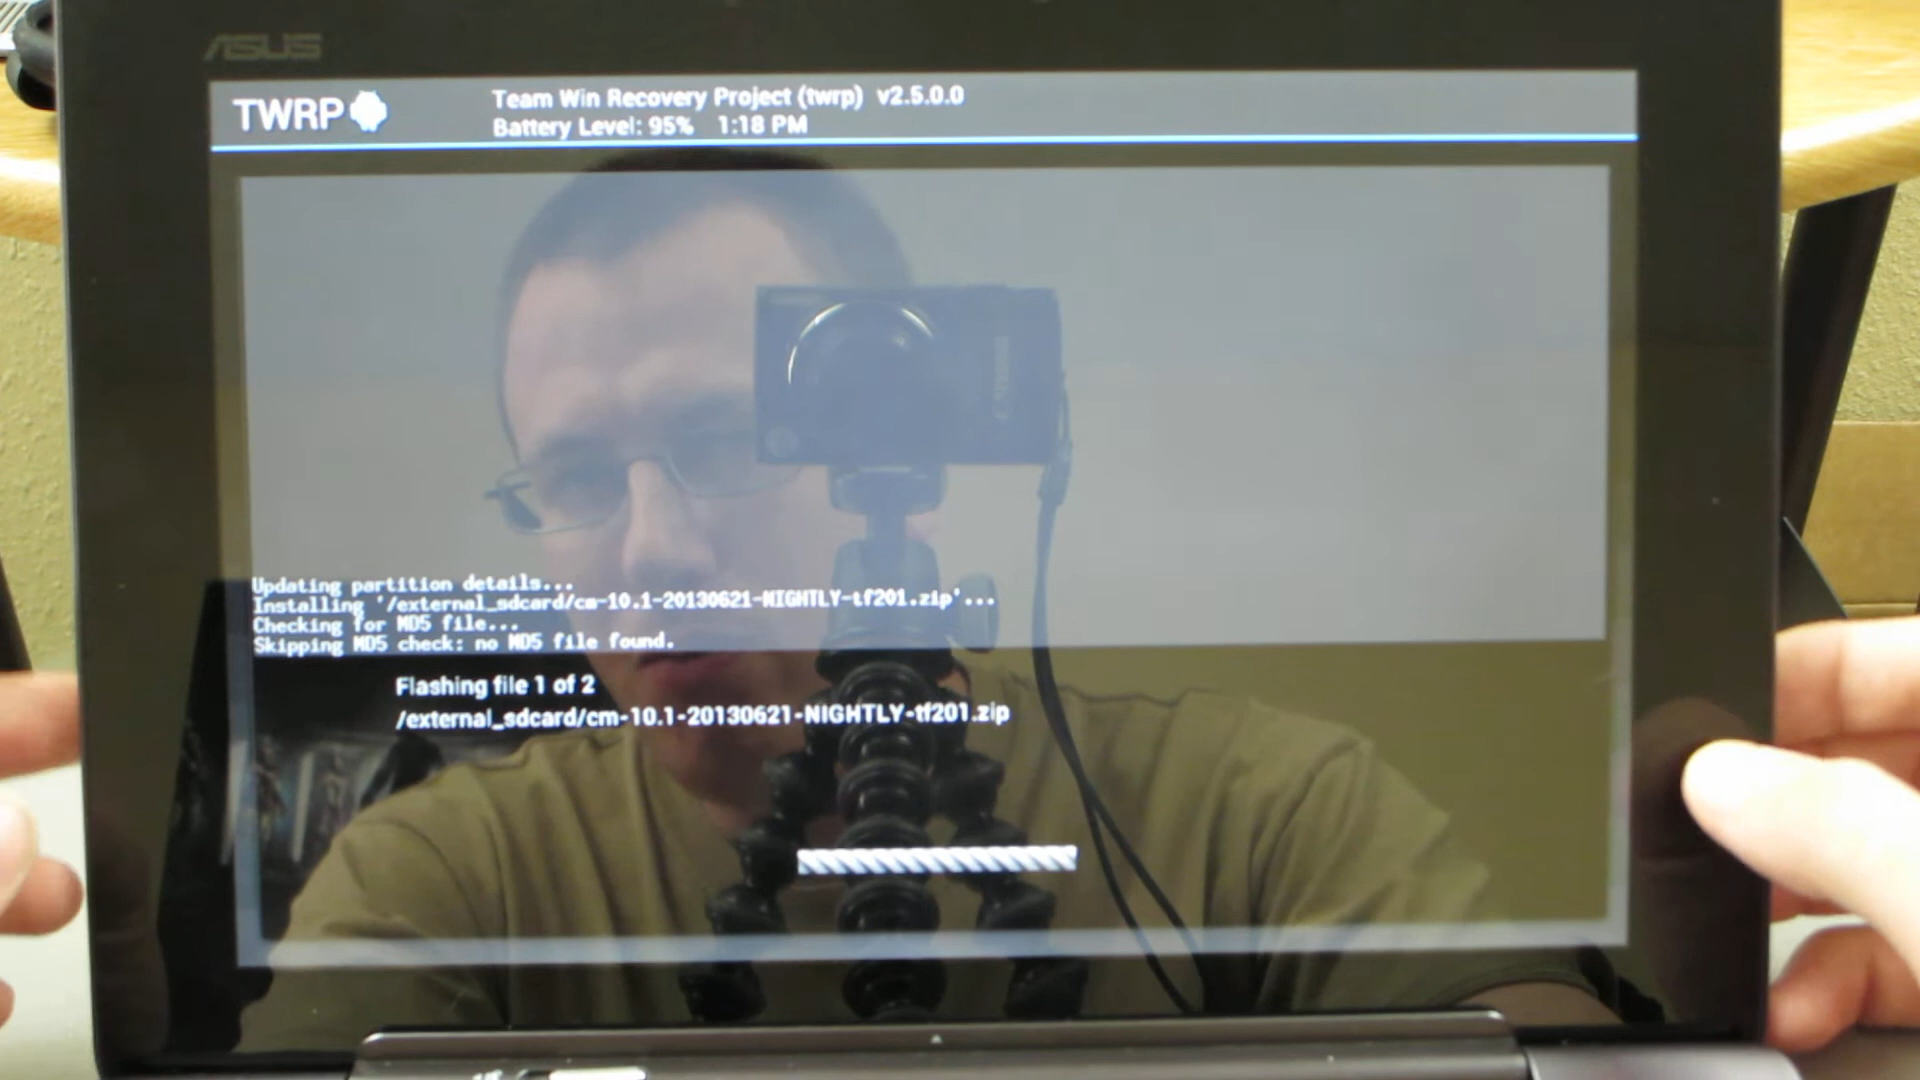 ASUS
TWRP
Team Win Recovery Project (twrp) v2.5.0.0
Battery Level: 95% 1:18 PM
Updating partition details...
Installing '/external_sdcard/cm-10.1-20130621-NIGHTLY-tf201.zip'...
Checking for MD5 file...
Skipping MD5 check: no MD5 file found.
Flashing file 1 of 2
/external_sdcard/cm-10.1-20130621-NIGHTLY-tf201.zip